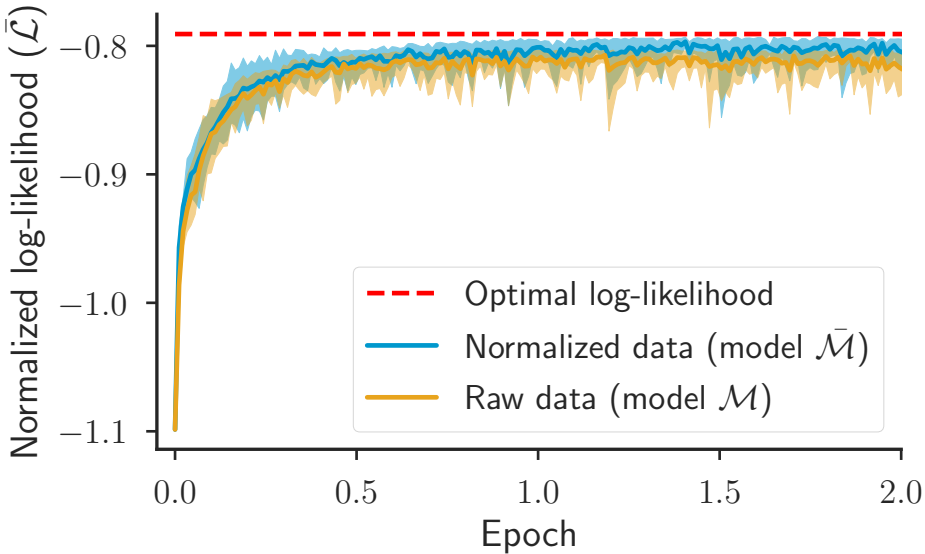 Normalized log-likelihood (ℒ̄)
−0.8
−0.9
−1.0
−1.1
Optimal log-likelihood
Normalized data (model ℳ̄)
Raw data (model ℳ)
0.0 0.5 1.0 1.5 2.0
Epoch